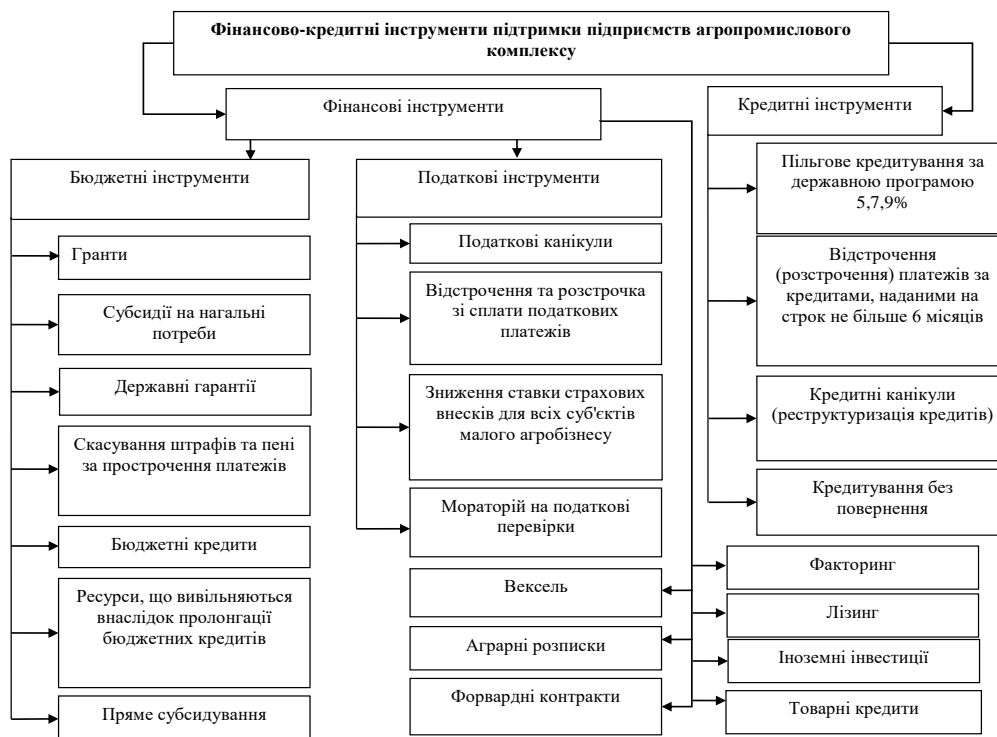 Фінансово-кредитні інструменти підтримки підприємств агропромислового
комплексу
Фінансові інструменти
Кредитні інструменти
Бюджетні інструменти
Гранти
Субсидії на нагальні
потреби
Державні гарантії
Скасування штрафів та пені
за прострочення платежів
Бюджетні кредити
Ресурси, що вивільняються
внаслідок пролонгації
бюджетних кредитів
Пряме субсидування
Податкові інструменти
Податкові канікули
Відстрочення та розстрочка
зі сплати податкових
платежів
Зниження ставки страхових
внесків для всіх суб'єктів
малого агробізнесу
Мораторій на податкові
перевірки
Вексель
Аграрні розписки
Форвардні контракти
Пільгове кредитування за
державною програмою
5,7,9%
Відстрочення
(розстрочення) платежів за
кредитами, наданими на
строк не більше 6 місяців
Кредитні канікули
(реструктуризація кредитів)
Кредитування без
повернення
Факторинг
Лізинг
Іноземні інвестиції
Товарні кредити